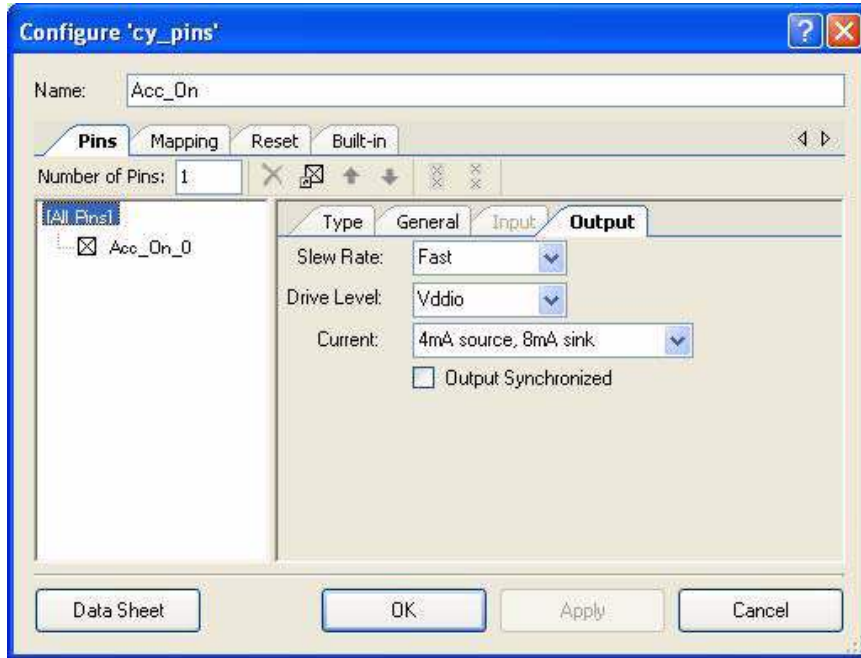 Configure 'cy_pins'
Name: Acc_On
Pins Mapping Reset Built-in
Number of Pins: 1
[All Pins]
Acc_On_0
Type General Input Output
Slew Rate: Fast
Drive Level: Vddio
Current: 4mA source, 8mA sink
Output Synchronized
Data Sheet OK Apply Cancel